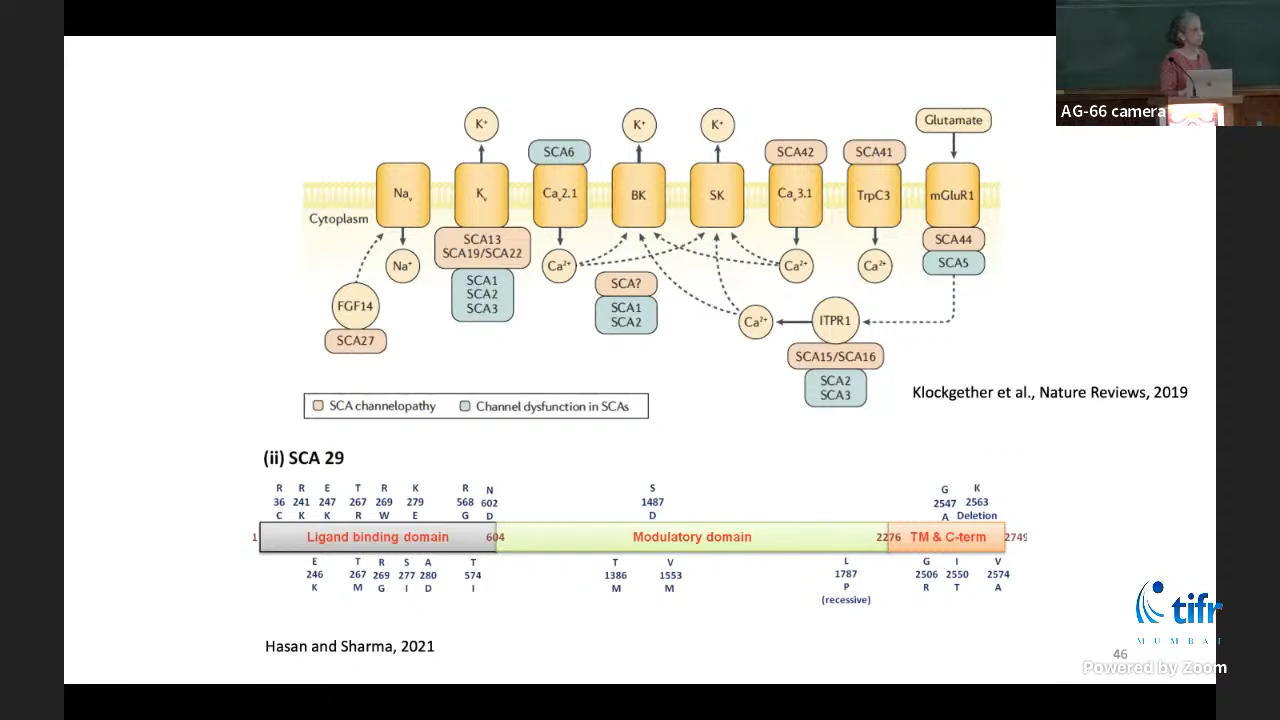 AG-66 camera
K⁺
K⁺
K⁺
Glutamate
SCA6
SCA42
SCA41
Naᵥ
Kᵥ
Caᵥ2.1
BK
SK
Caᵥ3.1
TrpC3
mGluR1
Cytoplasm
SCA13
SCA19/SCA22
SCA44
SCA5
Na⁺
Ca²⁺
Ca²⁺
Ca²⁺
SCA1
SCA2
SCA3
SCA?
SCA1
SCA2
FGF14
SCA27
Ca²⁺
ITPR1
SCA15/SCA16
SCA2
SCA3
Klockgether et al., Nature Reviews, 2019
SCA channelopathy
Channel dysfunction in SCAs
(ii) SCA 29
R R E T R K R N S G K
36 241 247 267 269 279 568 602 1487 2547 2563
C K K R W E G D D A Deletion
1 Ligand binding domain 604 Modulatory domain 2276 TM & C-term 2749
E T R S A T T V L G I V
246 267 269 277 280 574 1386 1553 1787 2506 2550 2574
K M G I D I M M P R T A
(recessive)
tifr
MUMBAI
Hasan and Sharma, 2021
46
Powered by Zoom